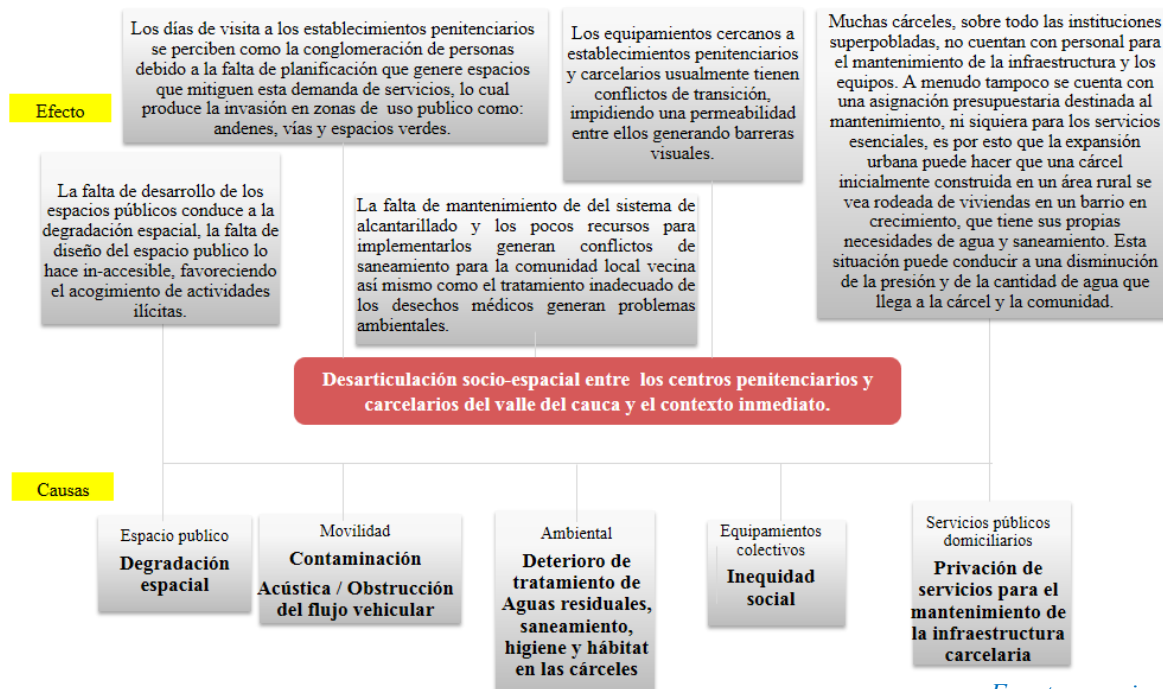 Los días de visita a los establecimientos penitenciarios
se perciben como la conglomeración de personas
debido a la falta de planificación que genere espacios
que mitiguen esta demanda de servicios, lo cual
produce la invasión en zonas de uso publico como:
andenes, vías y espacios verdes.
Los equipamientos cercanos a
establecimientos penitenciarios
y carcelarios usualmente tienen
conflictos de transición,
impidiendo una permeabilidad
entre ellos generando barreras
visuales.
Muchas cárceles, sobre todo las instituciones
superpobladas, no cuentan con personal para
el mantenimiento de la infraestructura y los
equipos. A menudo tampoco se cuenta con
una asignación presupuestaria destinada al
mantenimiento, ni siquiera para los servicios
esenciales, es por esto que la expansión
urbana puede hacer que una cárcel
inicialmente construida en un área rural se
vea rodeada de viviendas en un barrio en
crecimiento, que tiene sus propias
necesidades de agua y saneamiento. Esta
situación puede conducir a una disminución
de la presión y de la cantidad de agua que
llega a la cárcel y la comunidad.
Efecto
La falta de desarrollo de los
espacios públicos conduce a la
degradación espacial, la falta de
diseño del espacio publico lo
hace in-accesible, favoreciendo
el acogimiento de actividades
ilícitas.
La falta de mantenimiento de del sistema de
alcantarillado y los pocos recursos para
implementarlos generan conflictos de
saneamiento para la comunidad local vecina
así mismo como el tratamiento inadecuado de
los desechos médicos generan problemas
ambientales.
Desarticulación socio-espacial entre los centros penitenciarios y
carcelarios del valle del cauca y el contexto inmediato.
Causas
Espacio publico
Degradación
espacial
Movilidad
Contaminación
Acústica / Obstrucción
del flujo vehicular
Ambiental
Deterioro de
tratamiento de
Aguas residuales,
saneamiento,
higiene y hábitat
en las cárceles
Equipamientos
colectivos
Inequidad
social
Servicios públicos
domiciliarios
Privación de
servicios para el
mantenimiento de
la infraestructura
carcelaria